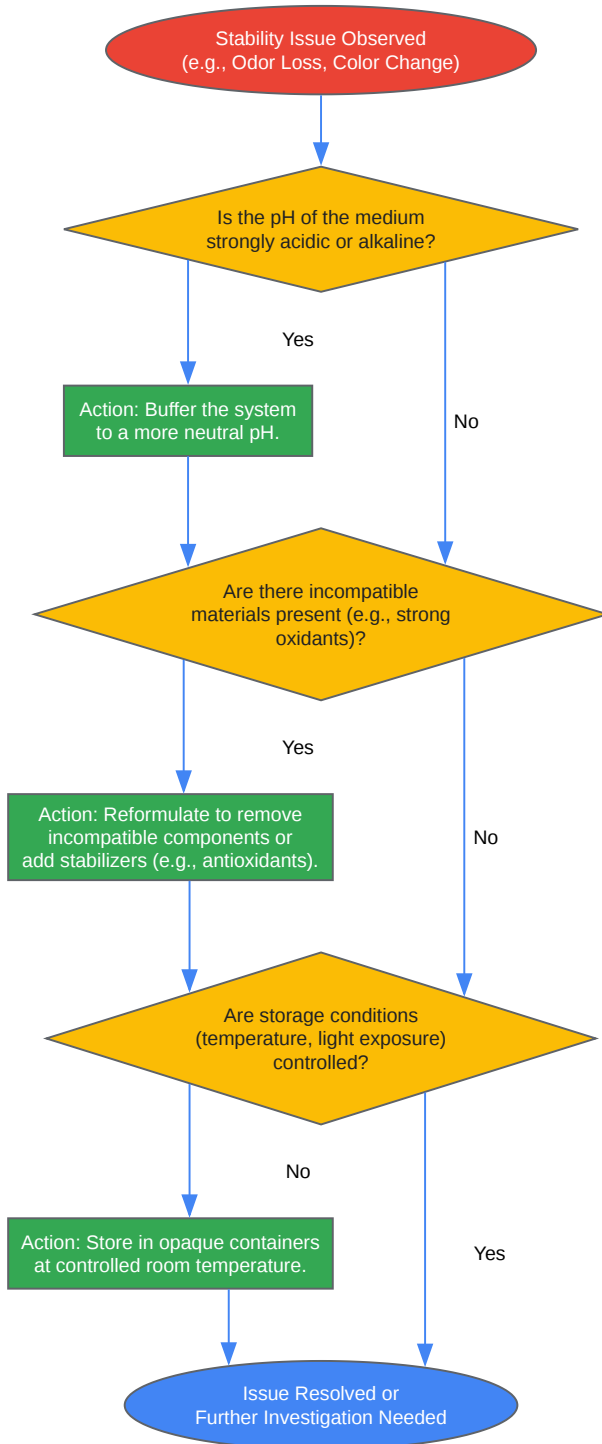 Stability Issue Observed
(e.g., Odor Loss, Color Change)
Is the pH of the medium
strongly acidic or alkaline?
Yes
Action: Buffer the system
to a more neutral pH.
No
Are there incompatible
materials present (e.g., strong
oxidants)?
Yes
Action: Reformulate to remove
incompatible components or
add stabilizers (e.g., antioxidants).
No
Are storage conditions
(temperature, light exposure)
controlled?
No
Action: Store in opaque containers
at controlled room temperature.
Yes
Issue Resolved or
Further Investigation Needed